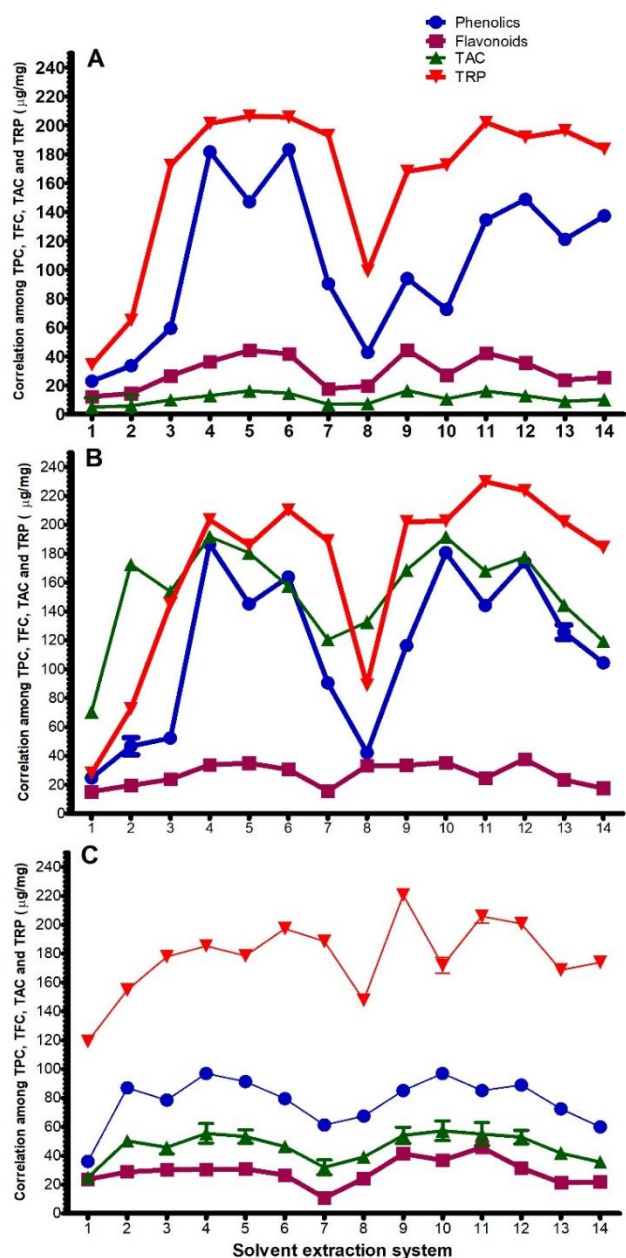 Phenolics
Flavonoids
TAC
TRP
A
Correlation among TPC, TFC, TAC and TRP ( µg/mg)
240
220
200
180
160
140
120
100
80
60
40
20
0
1 2 3 4 5 6 7 8 9 10 11 12 13 14
B
Correlation among TPC, TFC, TAC and TRP ( µg/mg)
240
220
200
180
160
140
120
100
80
60
40
20
0
1 2 3 4 5 6 7 8 9 10 11 12 13 14
C
Correlation among TPC, TFC, TAC and TRP ( µg/mg)
240
220
200
180
160
140
120
100
80
60
40
20
0
1 2 3 4 5 6 7 8 9 10 11 12 13 14
Solvent extraction system